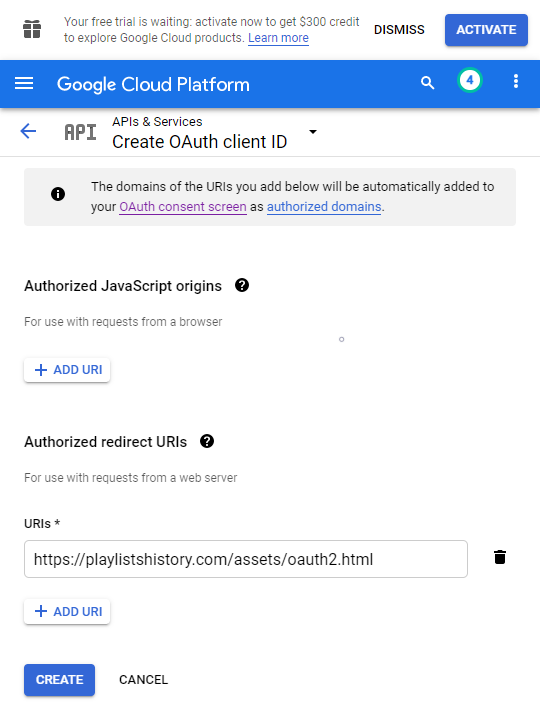 Your free trial is waiting: activate now to get $300 credit
to explore Google Cloud products. Learn more
DISMISS
ACTIVATE
Google Cloud Platform
4
API
APIs & Services
Create OAuth client ID
The domains of the URIs you add below will be automatically added to
your OAuth consent screen as authorized domains.
Authorized JavaScript origins
For use with requests from a browser
ADD URI
Authorized redirect URIs
For use with requests from a web server
URIs *
https://playlistshistory.com/assets/oauth2.html
ADD URI
CREATE
CANCEL